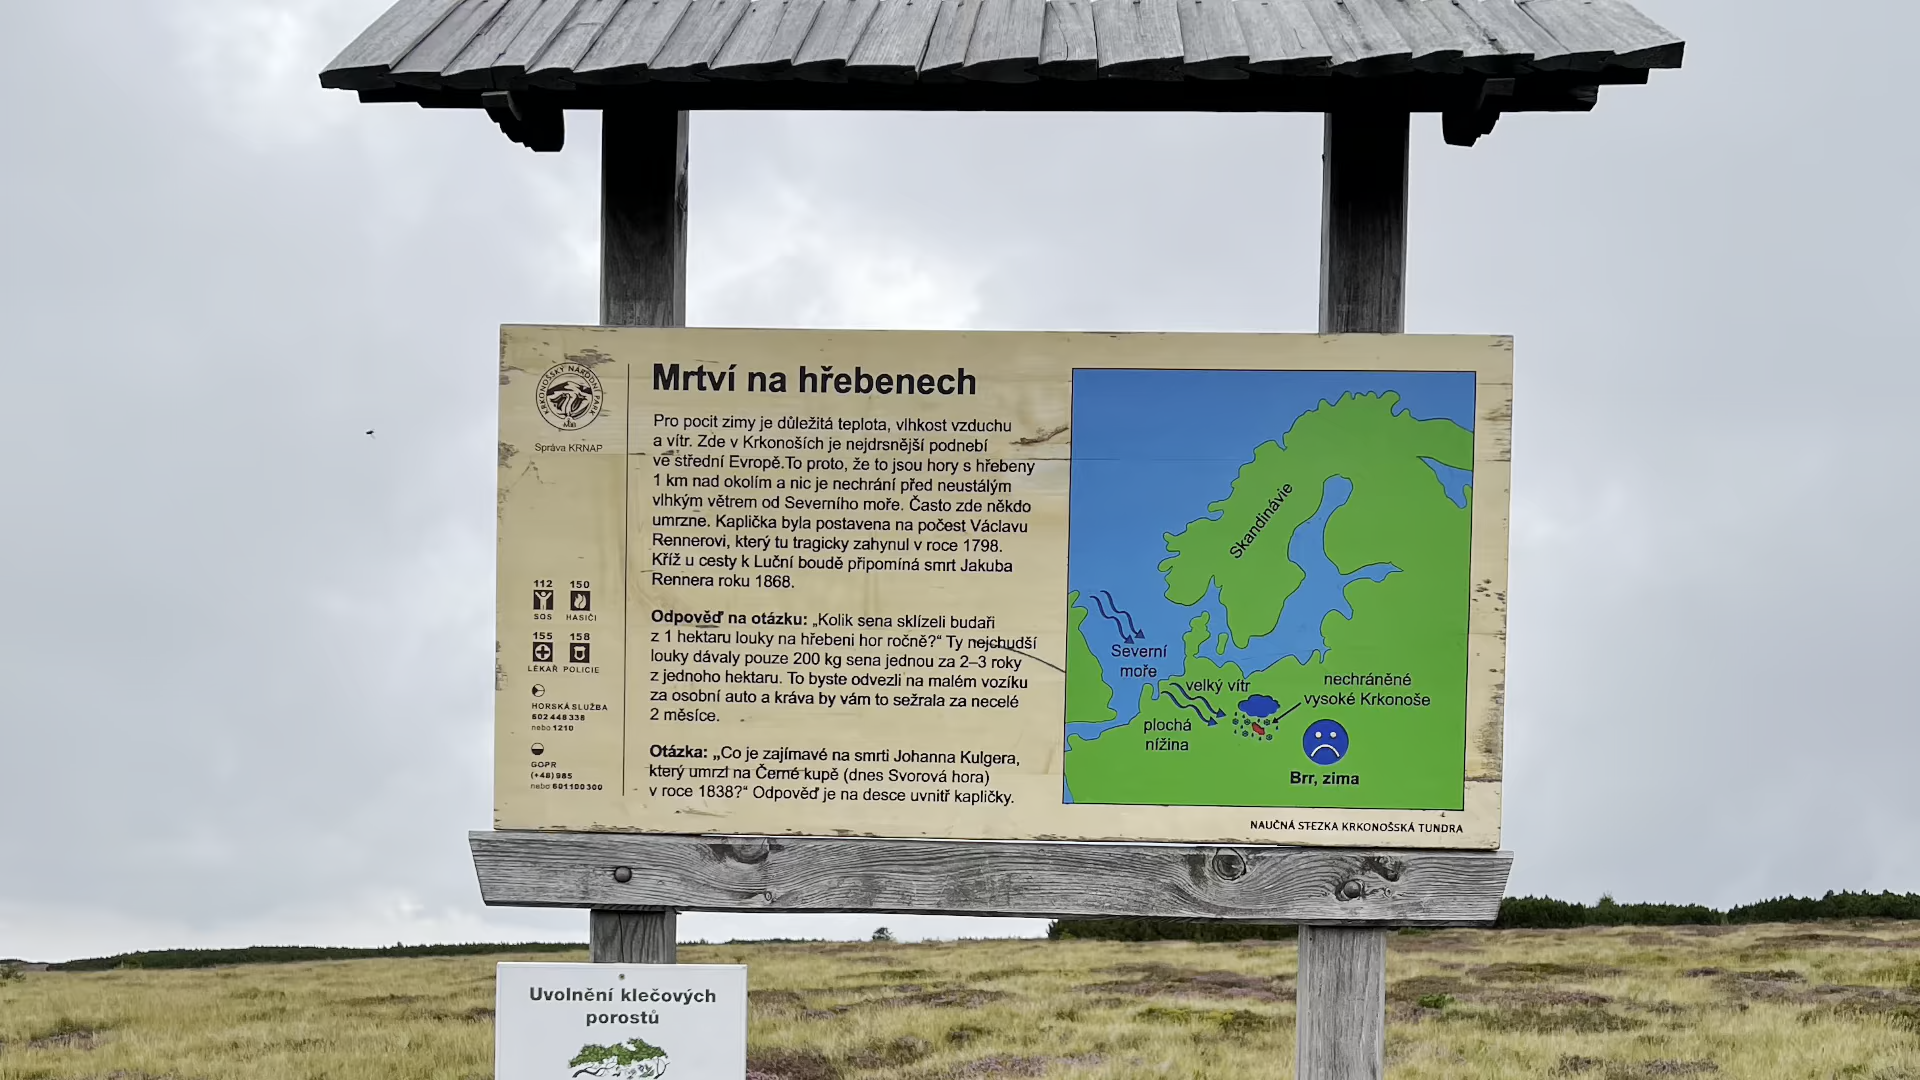 Mrtví na hřebenech
KRKONOŠSKÝ NÁRODNÍ PARK
Správa KRNAP
Pro pocit zimy je důležitá teplota, vlhkost vzduchu
a vítr. Zde v Krkonoších je nejdrsnější podnebí
ve střední Evropě.To proto, že to jsou hory s hřebeny
1 km nad okolím a nic je nechrání před neustálým
vlhkým větrem od Severního moře. Často zde někdo
umrzne. Kaplička byla postavena na počest Václavu
Rennerovi, který tu tragicky zahynul v roce 1798.
Kříž u cesty k Luční boudě připomíná smrt Jakuba
Rennera roku 1868.
Odpověď na otázku: „Kolik sena sklízeli budaři
z 1 hektaru louky na hřebeni hor ročně?“ Ty nejchudší
louky dávaly pouze 200 kg sena jednou za 2–3 roky
z jednoho hektaru. To byste odvezli na malém vozíku
za osobní auto a kráva by vám to sežrala za necelé
2 měsíce.
Otázka: „Co je zajímavé na smrti Johanna Kulgera,
který umrzl na Černé kupě (dnes Svorová hora)
v roce 1838?“ Odpověď je na desce uvnitř kapličky.
112 150
SOS HASIČI
155 158
LÉKAŘ POLICIE
HORSKÁ SLUŽBA
602 448 338
nebo 1210
GOPR
(+48) 985
nebo 601 100 300
Skandinávie
Severní
moře
velký vítr
plochá
nížina
nechráněné
vysoké Krkonoše
Brr, zima
NAUČNÁ STEZKA KRKONOŠSKÁ TUNDRA
Uvolnění klečových
porostů